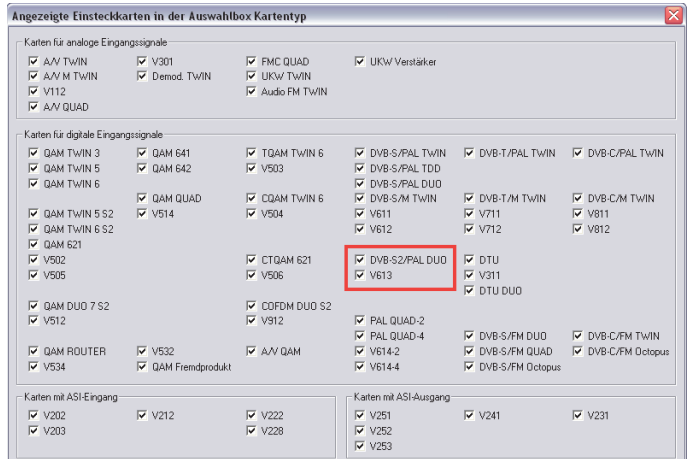 Angezeigte Einsteckkarten in der Auswahlbox Kartentyp
Karten für analoge Eingangssignale
A/V TWIN V301 FMC QUAD UKW Verstärker
A/V M TWIN Demod. TWIN UKW TWIN
V112 Audio FM TWIN
A/V QUAD
Karten für digitale Eingangssignale
QAM TWIN 3 QAM 641 TQAM TWIN 6 DVB-S/PAL TWIN DVB-T/PAL TWIN DVB-C/PAL TWIN
QAM TWIN 5 QAM 642 V503 DVB-S/PAL TDD
QAM TWIN 6 DVB-S/PAL DUO
QAM QUAD CQAM TWIN 6 DVB-S/M TWIN DVB-T/M TWIN DVB-C/M TWIN
QAM TWIN 5 S2 V514 V504 V611 V711 V811
QAM TWIN 6 S2 V612 V712 V812
QAM 621
V502 CTQAM 621 DVB-S2/PAL DUO DTU
V505 V506 V613 V311
DTU DUO
QAM DUO 7 S2 COFDM DUO S2
V512 V912 PAL QUAD-2
PAL QUAD-4 DVB-S/FM DUO DVB-C/FM TWIN
QAM ROUTER V532 A/V QAM V614-2 DVB-S/FM QUAD DVB-C/FM Octopus
V534 QAM Fremdprodukt V614-4 DVB-S/FM Octopus
Karten mit ASI-Eingang
V202 V212 V222
V203 V228
Karten mit ASI-Ausgang
V251 V241 V231
V252
V253